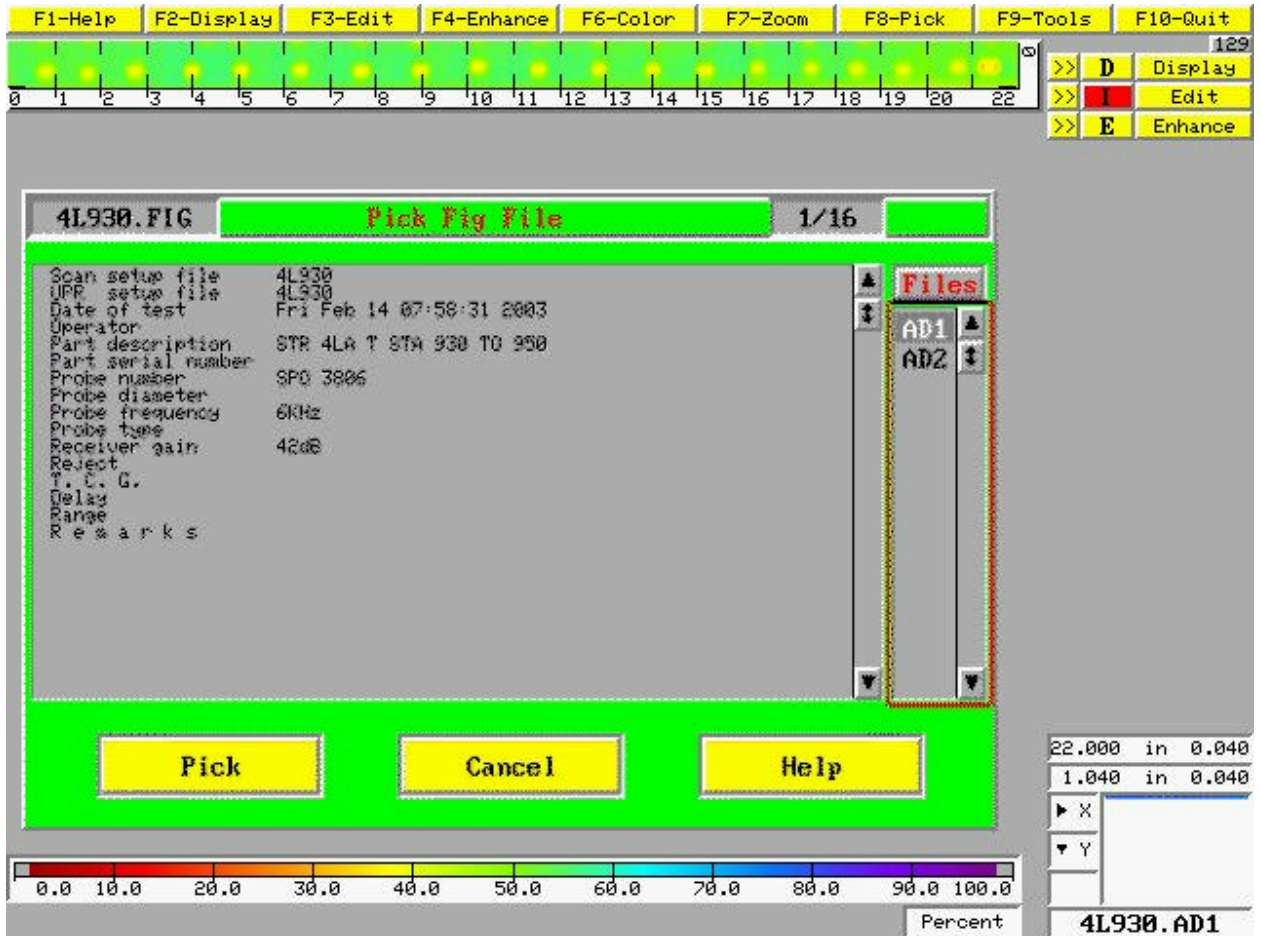 F1-Help F2-Display F3-Edit F4-Enhance F6-Color F7-Zoom F8-Pick F9-Tools F10-Quit
129
>> D Display
0 1 2 3 4 5 6 7 8 9 10 11 12 13 14 15 16 17 18 19 20 22
>> I Edit
>> E Enhance
4L930.FIG Pick Fig File 1/16
Scan setup file 4L930
UPR setup file 4L930
Date of test Fri Feb 14 07:58:31 2003
Operator
Part description STR 4LA T STA 930 TO 950
Part serial number
Probe number SPO 3806
Probe diameter
Probe frequency 6KHz
Probe type
Receiver gain 42dB
Reject
T. C. G.
Delay
Range
R e m a r k s
Files
AD1
AD2
Pick Cancel Help
22.000 in 0.040
1.040 in 0.040
X
Y
0.0 10.0 20.0 30.0 40.0 50.0 60.0 70.0 80.0 90.0 100.0
Percent
4L930.AD1